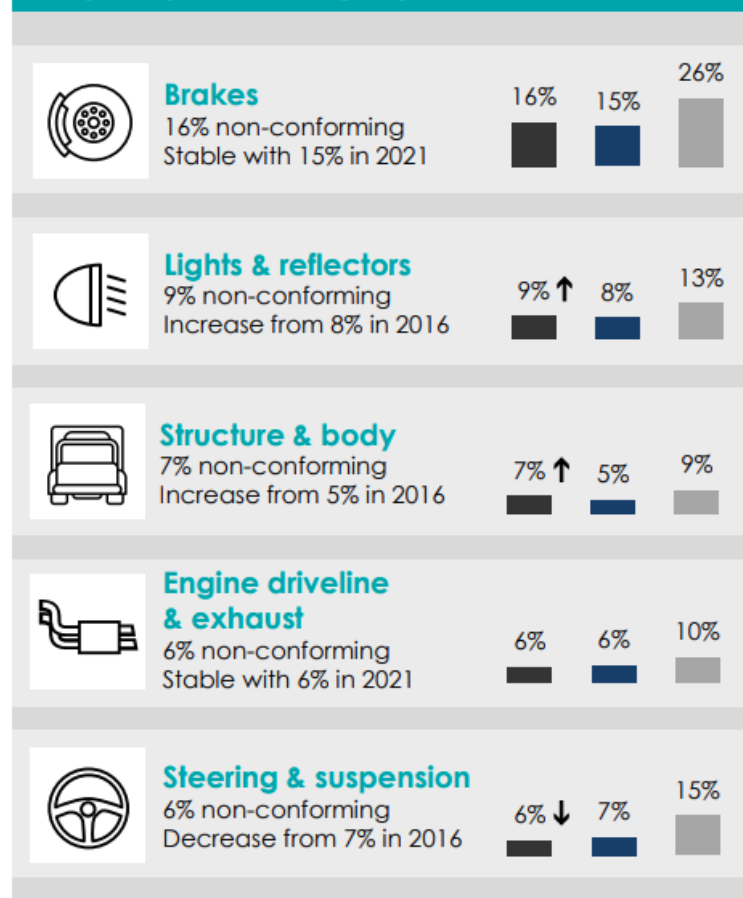 Brakes
16% non-conforming
Stable with 15% in 2021
16%
15%
26%
Lights & reflectors
9% non-conforming
Increase from 8% in 2016
9% ↑
8%
13%
Structure & body
7% non-conforming
Increase from 5% in 2016
7% ↑
5%
9%
Engine driveline
& exhaust
6% non-conforming
Stable with 6% in 2021
6%
6%
10%
Steering & suspension
6% non-conforming
Decrease from 7% in 2016
6% ↓
7%
15%